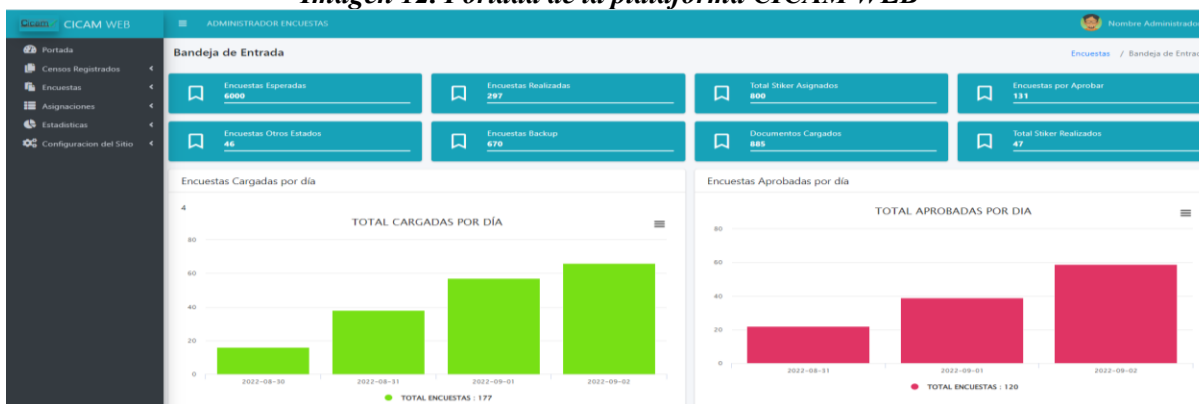 Imagen 12. Portada de la plataforma CICAM WEB
Cicam CICAM WEB
ADMINISTRADOR ENCUESTAS
Nombre Administrador
Portada
Censos Registrados
Encuestas
Asignaciones
Estadisticas
Configuracion del Sitio
Bandeja de Entrada
Encuestas / Bandeja de Entrad
Encuestas Esperadas
6000
Encuestas Realizadas
297
Total Stiker Asignados
800
Encuestas por Aprobar
131
Encuestas Otros Estados
46
Encuestas Backup
670
Documentos Cargados
885
Total Stiker Realizados
47
Encuestas Cargadas por día
4
TOTAL CARGADAS POR DÍA
80
60
40
20
0
2022-08-30 2022-08-31 2022-09-01 2022-09-02
TOTAL ENCUESTAS : 177
Encuestas Aprobadas por día
TOTAL APROBADAS POR DIA
80
60
40
20
0
2022-08-31 2022-09-01 2022-09-02
TOTAL ENCUESTAS : 120